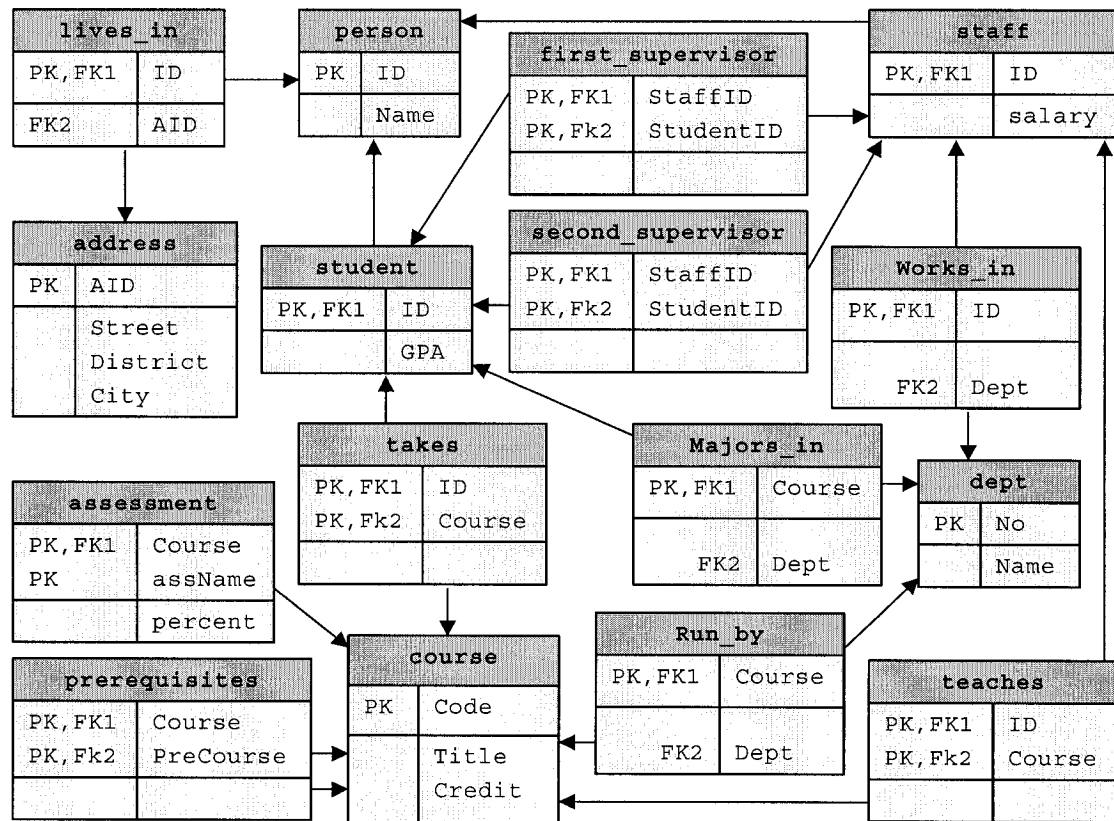 lives_in
PK,FK1 ID
FK2 AID
person
PK ID
Name
first_supervisor
PK,FK1 StaffID
PK,Fk2 StudentID
staff
PK,FK1 ID
salary
address
PK AID
Street
District
City
student
PK,FK1 ID
GPA
second_supervisor
PK,FK1 StaffID
PK,Fk2 StudentID
Works_in
PK,FK1 ID
FK2 Dept
takes
PK,FK1 ID
PK,Fk2 Course
Majors_in
PK,FK1 Course
FK2 Dept
dept
PK No
Name
assessment
PK,FK1 Course
PK assName
percent
prerequisites
PK,FK1 Course
PK,Fk2 PreCourse
course
PK Code
Title
Credit
Run_by
PK,FK1 Course
FK2 Dept
teaches
PK,FK1 ID
PK,Fk2 Course